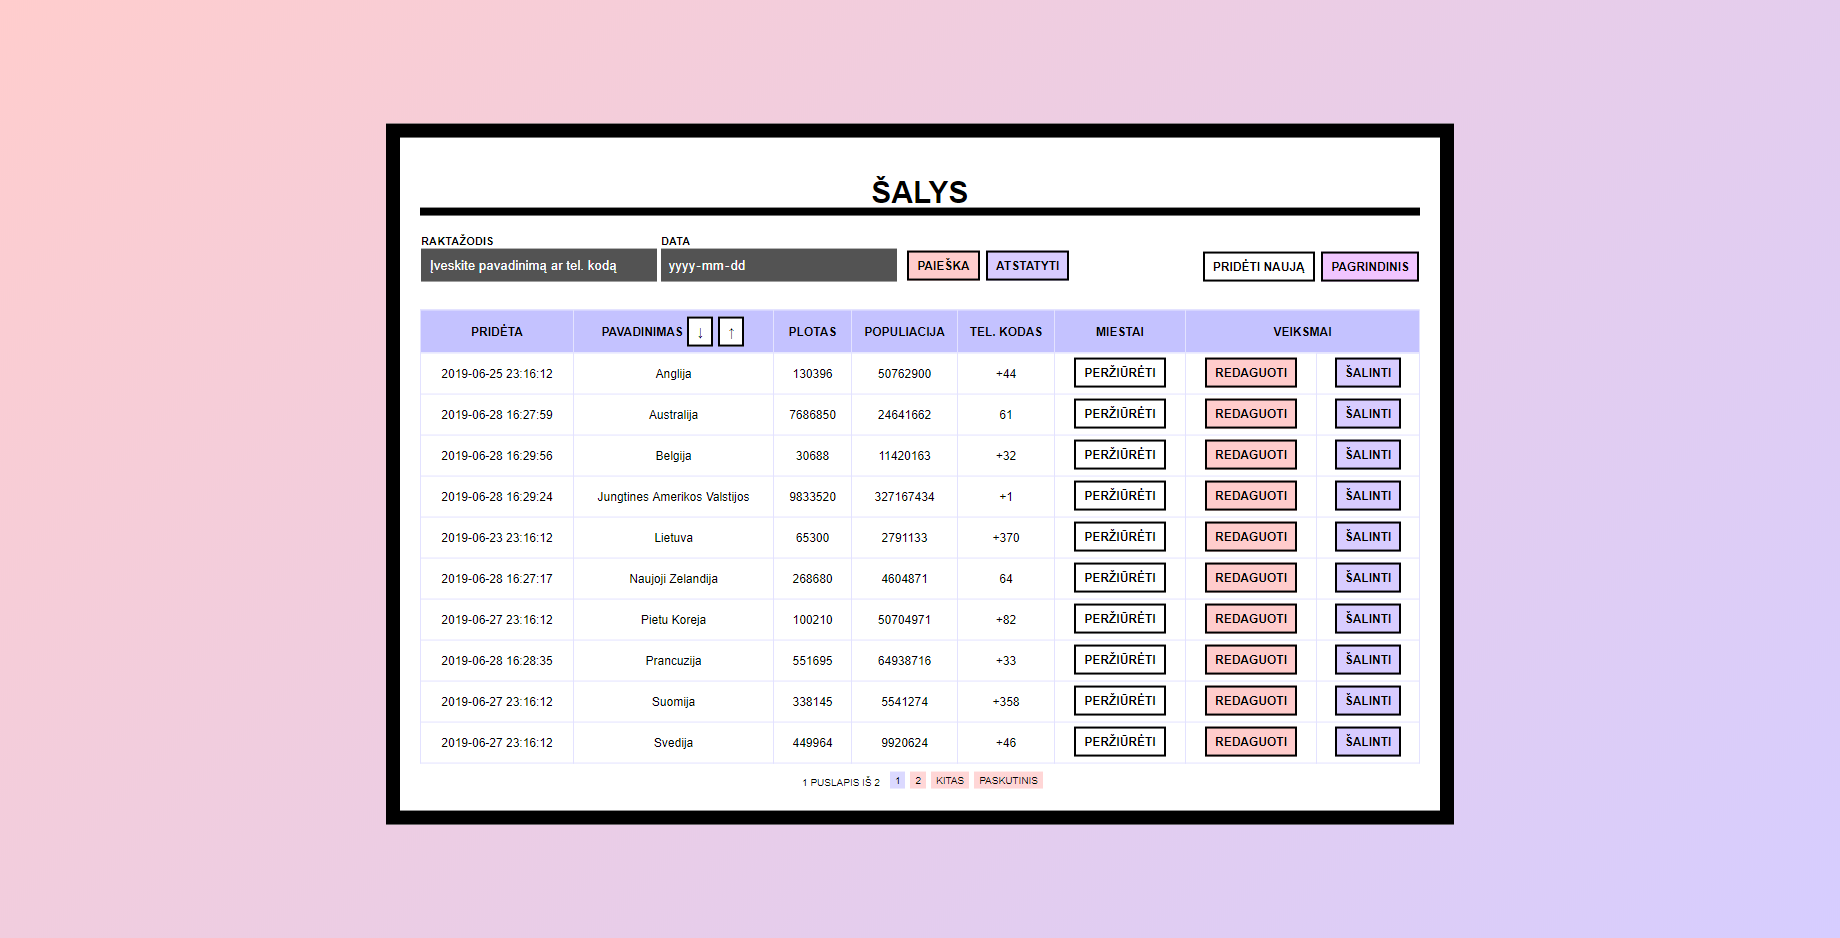 ŠALYS
RAKTAŽODIS DATA
Įveskite pavadinimą ar tel. kodą yyyy-mm-dd PAIEŠKA ATSTATYTI PRIDĖTI NAUJĄ PAGRINDINIS
PRIDĖTA PAVADINIMAS ↓ ↑ PLOTAS POPULIACIJA TEL. KODAS MIESTAI VEIKSMAI
2019-06-25 23:16:12 Anglija 130396 50762900 +44 PERŽIŪRĖTI REDAGUOTI ŠALINTI
2019-06-28 16:27:59 Australija 7686850 24641662 61 PERŽIŪRĖTI REDAGUOTI ŠALINTI
2019-06-28 16:29:56 Belgija 30688 11420163 +32 PERŽIŪRĖTI REDAGUOTI ŠALINTI
2019-06-28 16:29:24 Jungtines Amerikos Valstijos 9833520 327167434 +1 PERŽIŪRĖTI REDAGUOTI ŠALINTI
2019-06-23 23:16:12 Lietuva 65300 2791133 +370 PERŽIŪRĖTI REDAGUOTI ŠALINTI
2019-06-28 16:27:17 Naujoji Zelandija 268680 4604871 64 PERŽIŪRĖTI REDAGUOTI ŠALINTI
2019-06-27 23:16:12 Pietu Koreja 100210 50704971 +82 PERŽIŪRĖTI REDAGUOTI ŠALINTI
2019-06-28 16:28:35 Prancuzija 551695 64938716 +33 PERŽIŪRĖTI REDAGUOTI ŠALINTI
2019-06-27 23:16:12 Suomija 338145 5541274 +358 PERŽIŪRĖTI REDAGUOTI ŠALINTI
2019-06-27 23:16:12 Svedija 449964 9920624 +46 PERŽIŪRĖTI REDAGUOTI ŠALINTI
1 PUSLAPIS IŠ 2 1 2 KITAS PASKUTINIS